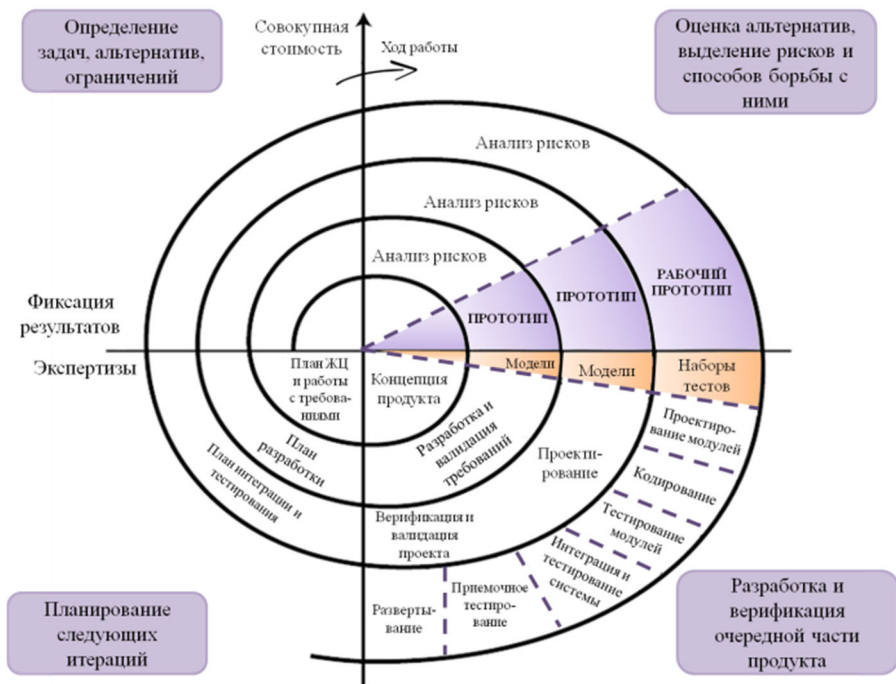 Определение
задач, альтернатив,
ограничений
Совокупная
стоимость
Ход работы
Оценка альтернатив,
выделение рисков и
способов борьбы с
ними
Анализ рисков
Анализ рисков
Анализ рисков
Фиксация
результатов
Экспертизы
ПРОТОТИП
ПРОТОТИП
РАБОЧИЙ
ПРОТОТИП
План ЖЦ
и работы
с требова-
ниями
Концепция
продукта
Модели
Модели
Наборы
тестов
План
разработки
Разработка и
валидация
требований
Проекти-
рование
Проектиро-
вание модулей
Кодирование
Тестирование
модулей
Интеграция и
тестирование
системы
План интеграции и
тестирования
Верификация и
валидация
проекта
Приемочное
тестиро-
вание
Разверты-
вание
Планирование
следующих
итераций
Разработка и
верификация
очередной части
продукта